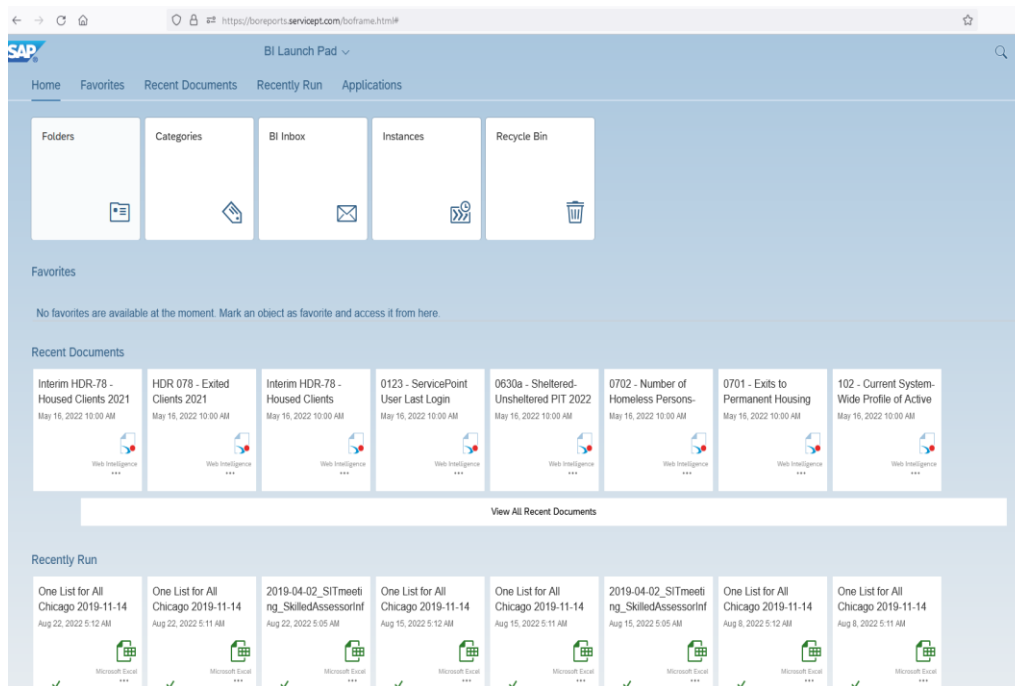 https://boreports.servicept.com/boframe.html#
SAP
BI Launch Pad
Home Favorites Recent Documents Recently Run Applications
Folders Categories BI Inbox Instances Recycle Bin
Favorites
No favorites are available at the moment. Mark an object as favorite and access it from here.
Recent Documents
Interim HDR-78 - HDR 078 - Exited Interim HDR-78 - 0123 - ServicePoint 0630a - Sheltered- 0702 - Number of 0701 - Exits to 102 - Current System-
Housed Clients 2021 Clients 2021 Housed Clients User Last Login Unsheltered PIT 2022 Homeless Persons- Permanent Housing Wide Profile of Active
May 16, 2022 10:00 AM May 16, 2022 10:00 AM May 16, 2022 10:00 AM May 16, 2022 10:00 AM May 16, 2022 10:00 AM May 16, 2022 10:00 AM May 16, 2022 10:00 AM May 16, 2022 10:00 AM
Web Intelligence Web Intelligence Web Intelligence Web Intelligence Web Intelligence Web Intelligence Web Intelligence Web Intelligence
View All Recent Documents
Recently Run
One List for All One List for All 2019-04-02_SITmeeti One List for All One List for All 2019-04-02_SITmeeti One List for All One List for All
Chicago 2019-11-14 Chicago 2019-11-14 ng_SkilledAssessorInf Chicago 2019-11-14 Chicago 2019-11-14 ng_SkilledAssessorInf Chicago 2019-11-14 Chicago 2019-11-14
Aug 22, 2022 5:12 AM Aug 22, 2022 5:11 AM Aug 22, 2022 5:05 AM Aug 15, 2022 5:12 AM Aug 15, 2022 5:11 AM Aug 15, 2022 5:05 AM Aug 8, 2022 5:12 AM Aug 8, 2022 5:11 AM
Microsoft Excel Microsoft Excel Microsoft Excel Microsoft Excel Microsoft Excel Microsoft Excel Microsoft Excel Microsoft Excel